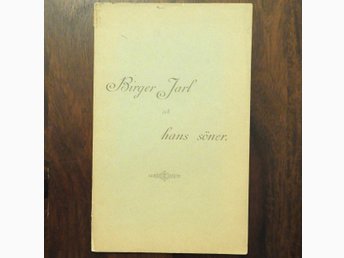 Birger Jarl
och
hans söner.